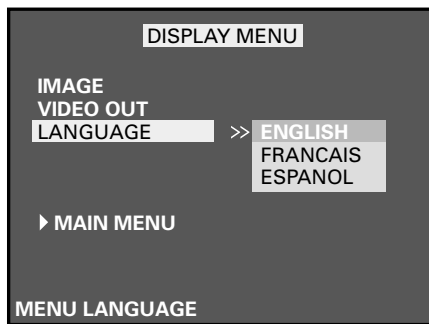 DISPLAY MENU
IMAGE
VIDEO OUT
LANGUAGE >> ENGLISH
FRANCAIS
ESPANOL
MAIN MENU
MENU LANGUAGE